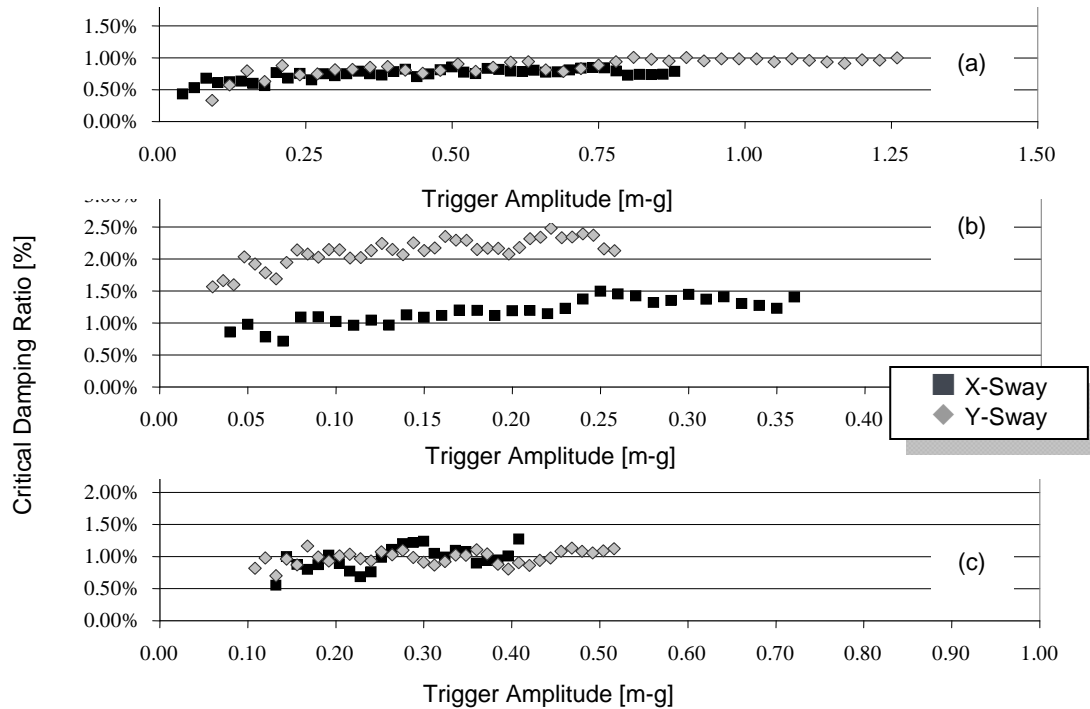 1.50%
1.00%
0.50%
0.00%
(a)
0.00 0.25 0.50 0.75 1.00 1.25 1.50
Trigger Amplitude [m-g]
Critical Damping Ratio [%]
2.50%
2.00%
1.50%
1.00%
0.50%
0.00%
(b)
0.00 0.05 0.10 0.15 0.20 0.25 0.30 0.35 0.40
Trigger Amplitude [m-g]
X-Sway
Y-Sway
2.00%
1.50%
1.00%
0.50%
0.00%
(c)
0.00 0.10 0.20 0.30 0.40 0.50 0.60 0.70 0.80 0.90 1.00
Trigger Amplitude [m-g]